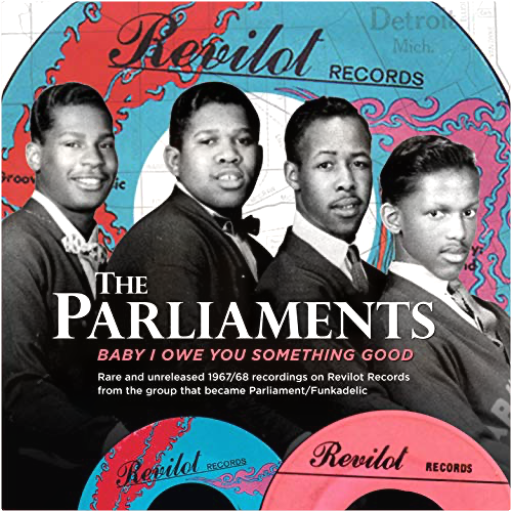 Revilot
RECORDS
Detroit
Mich.
THE
PARLIAMENTS
BABY I OWE YOU SOMETHING GOOD
Rare and unreleased 1967/68 recordings on Revilot Records
from the group that became Parliament/Funkadelic
Revilot RECORDS
Revilot RECORDS